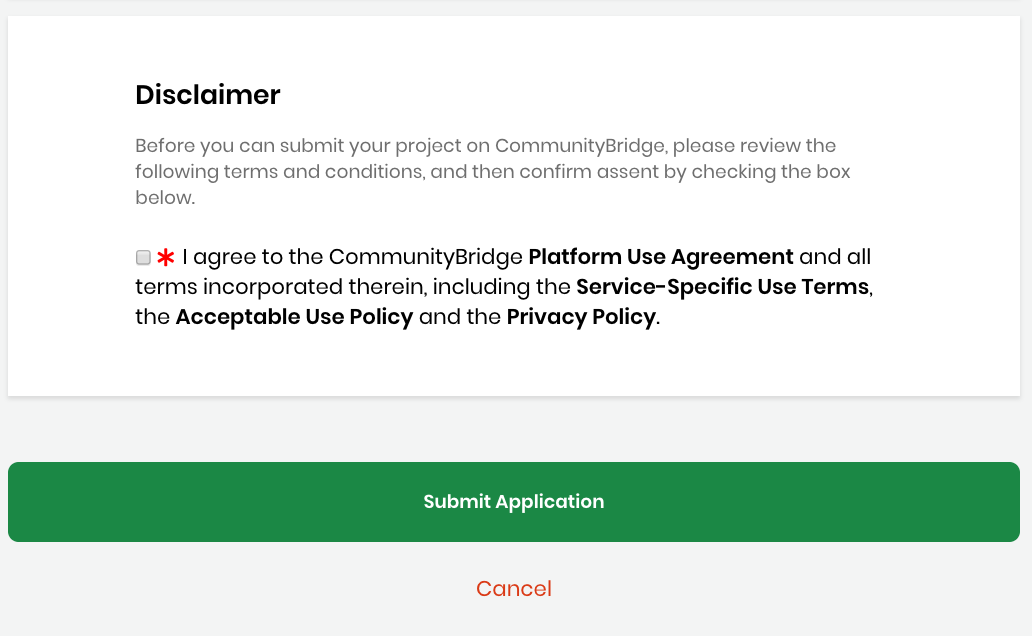 Disclaimer
Before you can submit your project on CommunityBridge, please review the
following terms and conditions, and then confirm assent by checking the box
below.
* I agree to the CommunityBridge Platform Use Agreement and all
terms incorporated therein, including the Service-Specific Use Terms,
the Acceptable Use Policy and the Privacy Policy.
Submit Application
Cancel